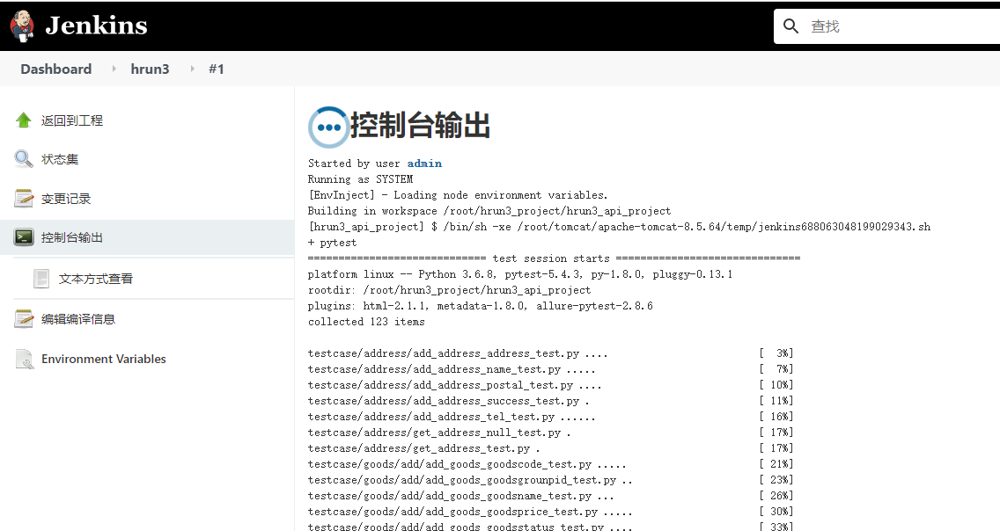 Jenkins
查找
Dashboard
hrun3
#1
返回到工程
状态集
变更记录
控制台输出
文本方式查看
编辑编译信息
Environment Variables
控制台输出
Started by user admin
Running as SYSTEM
[EnvInject] - Loading node environment variables.
Building in workspace /root/hrun3_project/hrun3_api_project
[hrun3_api_project] $ /bin/sh -xe /root/tomcat/apache-tomcat-8.5.64/temp/jenkins688063048199029343.sh
+ pytest
============================= test session starts ==============================
platform linux -- Python 3.6.8, pytest-5.4.3, py-1.8.0, pluggy-0.13.1
rootdir: /root/hrun3_project/hrun3_api_project
plugins: html-2.1.1, metadata-1.8.0, allure-pytest-2.8.6
collected 123 items
testcase/address/add_address_address_test.py .... [  3%]
testcase/address/add_address_name_test.py ..... [  7%]
testcase/address/add_address_postal_test.py .... [ 10%]
testcase/address/add_address_success_test.py . [ 11%]
testcase/address/add_address_tel_test.py ...... [ 16%]
testcase/address/get_address_null_test.py . [ 17%]
testcase/address/get_address_test.py . [ 17%]
testcase/goods/add/add_goods_goodscode_test.py ..... [ 21%]
testcase/goods/add/add_goods_goodsgrounpid_test.py .. [ 23%]
testcase/goods/add/add_goods_goodsname_test.py ... [ 26%]
testcase/goods/add/add_goods_goodsprice_test.py ..... [ 30%]
testcase/goods/add/add_goods_goodsstatus_test.py .... [ 33%]